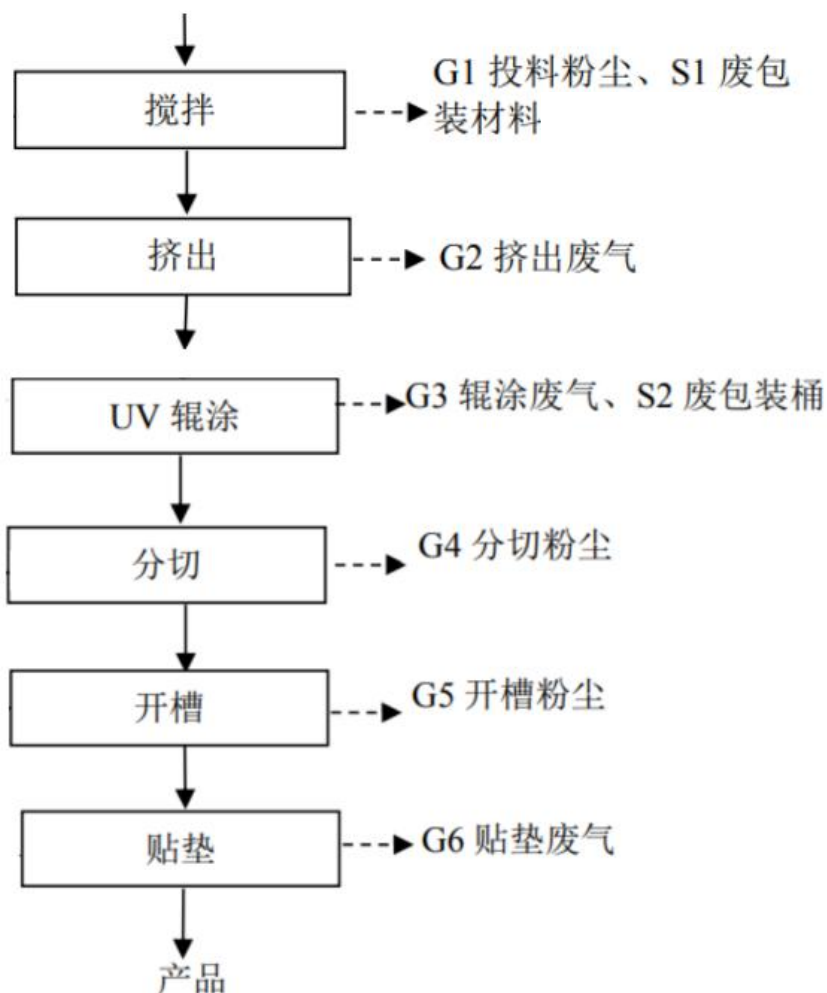 搅拌
G1 投料粉尘、S1 废包
装材料
挤出
G2 挤出废气
UV 辊涂
G3 辊涂废气、S2 废包装桶
分切
G4 分切粉尘
开槽
G5 开槽粉尘
贴垫
G6 贴垫废气
产品